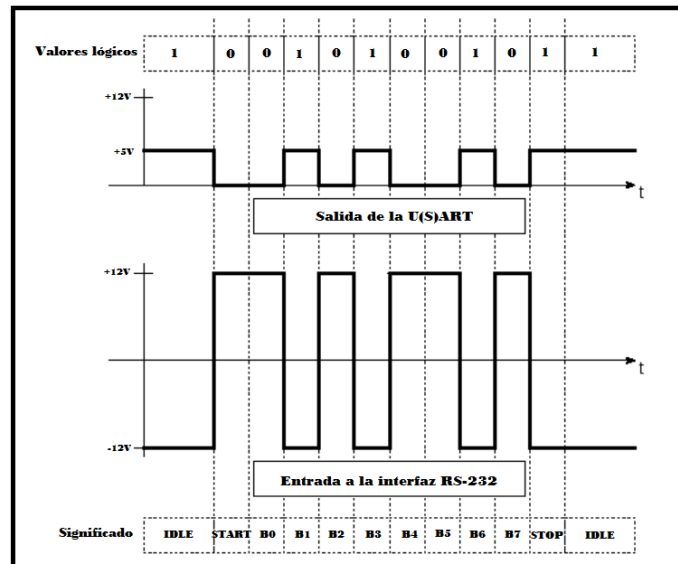 Valores lógicos 1 0 0 1 0 1 0 0 1 0 1 1
+12V
+5V
t
Salida de la U(S)ART
+12V
t
-12V
Entrada a la interfaz RS-232
Significado IDLE START B0 B1 B2 B3 B4 B5 B6 B7 STOP IDLE